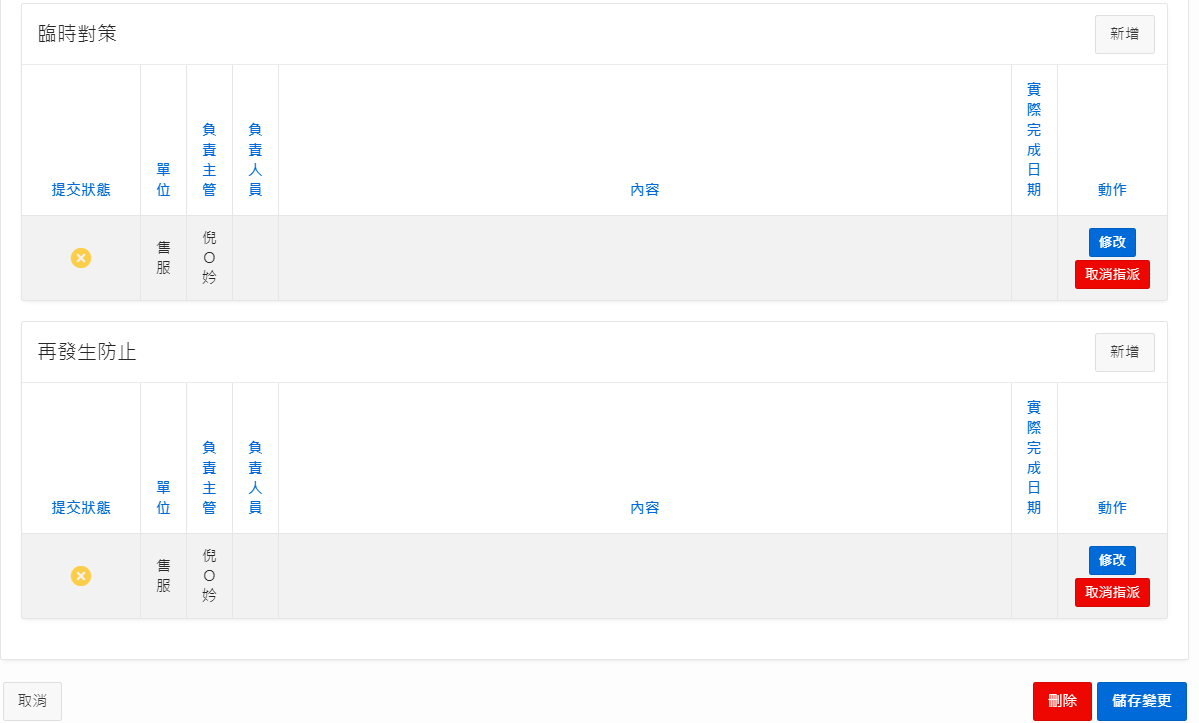 臨時對策
新增
提交狀態 單位 負責主管 負責人員 內容 實際完成日期 動作
售服 倪O妗 修改
取消指派
再發生防止
新增
提交狀態 單位 負責主管 負責人員 內容 實際完成日期 動作
售服 倪O妗 修改
取消指派
取消 刪除 儲存變更